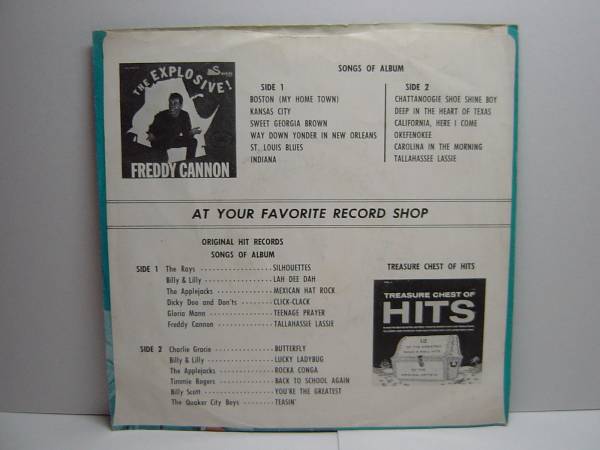 THE EXPLOSIVE!
Swan
FREDDY CANNON
SONGS OF ALBUM
SIDE 1
BOSTON (MY HOME TOWN)
KANSAS CITY
SWEET GEORGIA BROWN
WAY DOWN YONDER IN NEW ORLEANS
ST. LOUIS BLUES
INDIANA
SIDE 2
CHATTANOOGIE SHOE SHINE BOY
DEEP IN THE HEART OF TEXAS
CALIFORNIA, HERE I COME
OKEFENOKEE
CAROLINA IN THE MORNING
TALLAHASSEE LASSIE
AT YOUR FAVORITE RECORD SHOP
ORIGINAL HIT RECORDS
SONGS OF ALBUM
SIDE 1 The Rays ------------------ SILHOUETTES
Billy & Lilly ------------------ LAH DEE DAH
The Applejacks ------------------ MEXICAN HAT ROCK
Dicky Doo and Don'ts ------- CLICK-CLACK
Gloria Mann ------------------ TEENAGE PRAYER
Freddy Cannon ------------------ TALLAHASSIE LASSIE
SIDE 2 Charlie Gracie ------------------ BUTTERFLY
Billy & Lilly ------------------ LUCKY LADYBUG
The Applejacks ------------------ ROCKA CONGA
Timmie Rogers ------------------ BACK TO SCHOOL AGAIN
Billy Scott ------------------ YOU'RE THE GREATEST
The Quaker City Boys -------- TEASIN'
TREASURE CHEST OF HITS
TREASURE CHEST OF
HITS
12